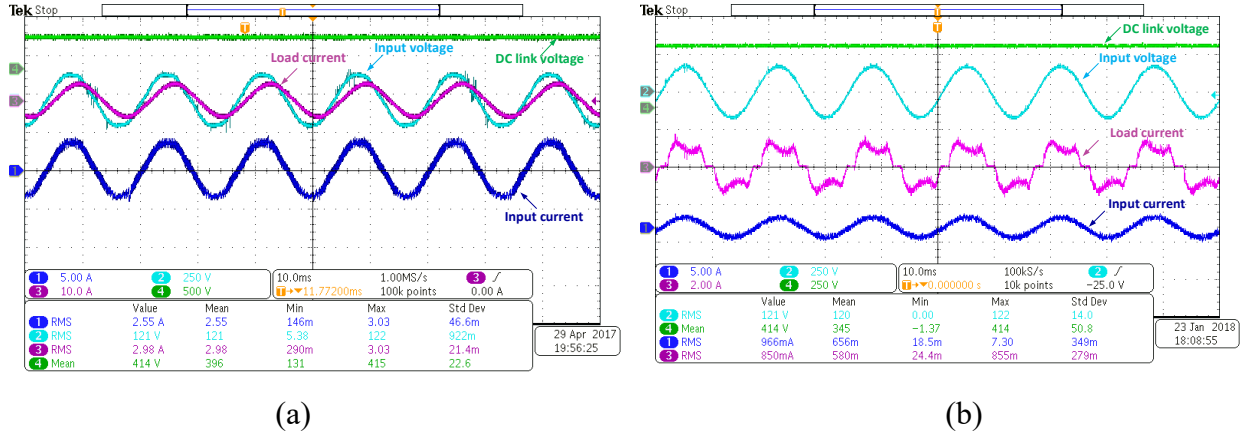 Tek Stop
T
T
Input voltage
DC link voltage
Load current
4
3
1
Input current
1 5.00 A 2 250 V
3 10.0 A 4 500 V
10.0ms 1.00MS/s 3
T→▼11.77200ms 100k points 0.00 A
Value Mean Min Max Std Dev
1 RMS 2.55 A 2.55 146m 3.03 46.6m
2 RMS 121 V 121 5.38 122 922m
3 RMS 2.98 A 2.98 290m 3.03 21.4m
4 Mean 414 V 396 131 415 22.6
29 Apr 2017
19:56:25
(a)
Tek Stop
T
T
DC link voltage
Input voltage
2
4
Load current
3
Input current
1
1 5.00 A 2 250 V
3 2.00 A 4 250 V
10.0ms 100kS/s 2
T→▼0.000000 s 10k points −25.0 V
Value Mean Min Max Std Dev
2 RMS 121 V 120 0.00 122 14.0
4 Mean 414 V 345 −1.37 414 50.8
1 RMS 966mA 656m 18.5m 7.30 349m
3 RMS 850mA 580m 24.4m 855m 279m
23 Jan 2018
18:08:55
(b)